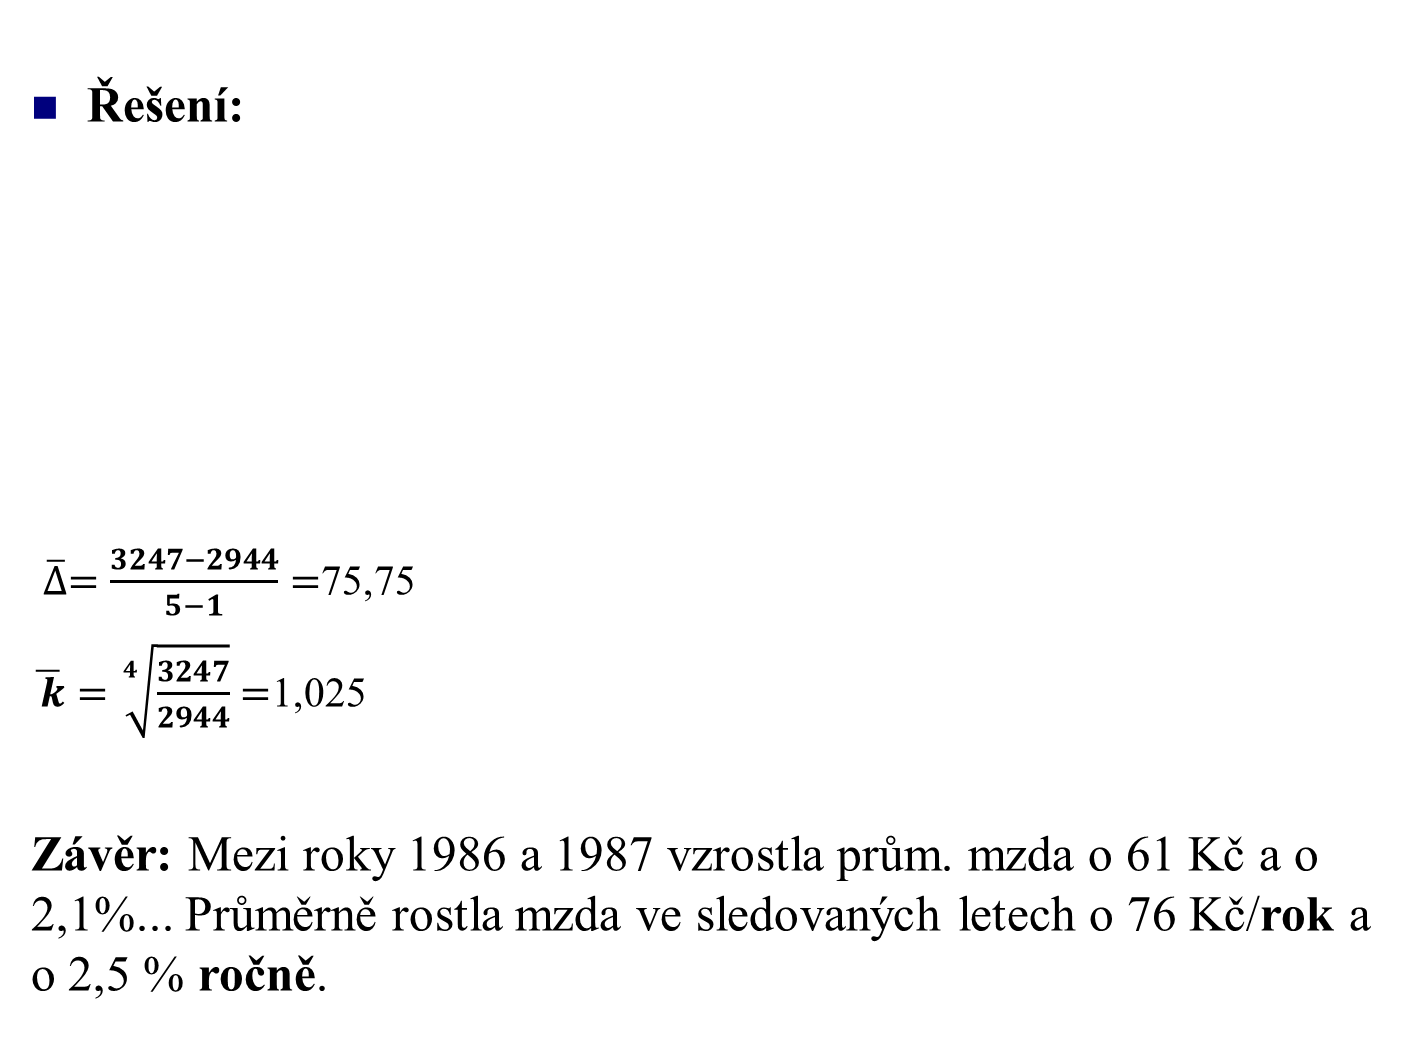 Řešení:
Δ̅= 3247−2944 / 5−1 =75,75
k̅ = ⁴√(3247 / 2944) =1,025
Závěr: Mezi roky 1986 a 1987 vzrostla prům. mzda o 61 Kč a o
2,1%... Průměrně rostla mzda ve sledovaných letech o 76 Kč/rok a
o 2,5 % ročně.